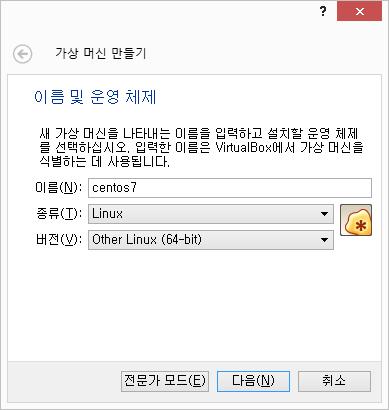 ?
가상 머신 만들기
이름 및 운영 체제
새 가상 머신을 나타내는 이름을 입력하고 설치할 운영 체제
를 선택하십시오. 입력한 이름은 VirtualBox에서 가상 머신을
식별하는 데 사용됩니다.
이름(N): centos7
종류(T): Linux
버전(V): Other Linux (64-bit)
전문가 모드(E) 다음(N) 취소